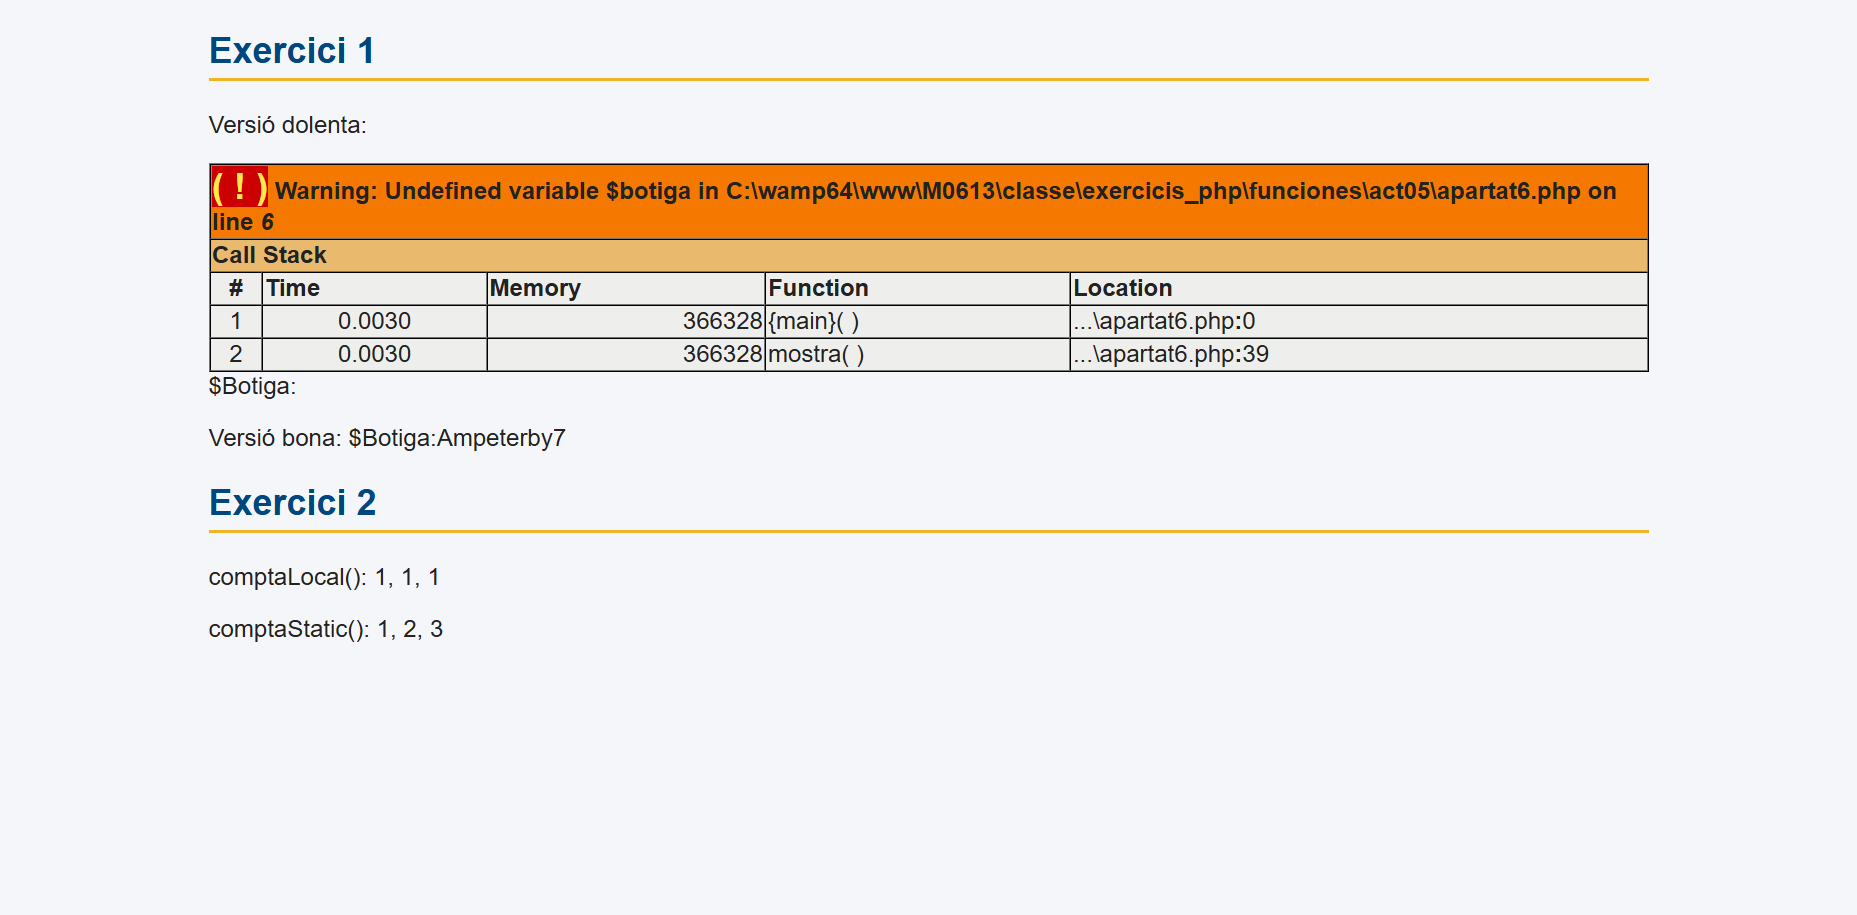 Exercici 1
Versió dolenta:
( ! ) Warning: Undefined variable $botiga in C:\wamp64\www\M0613\classe\exercicis_php\funciones\act05\apartat6.php on
line 6
Call Stack
# Time Memory Function Location
1 0.0030 366328 {main}( ) ...\apartat6.php:0
2 0.0030 366328 mostra( ) ...\apartat6.php:39
$Botiga:
Versió bona: $Botiga:Ampeterby7
Exercici 2
comptaLocal(): 1, 1, 1
comptaStatic(): 1, 2, 3